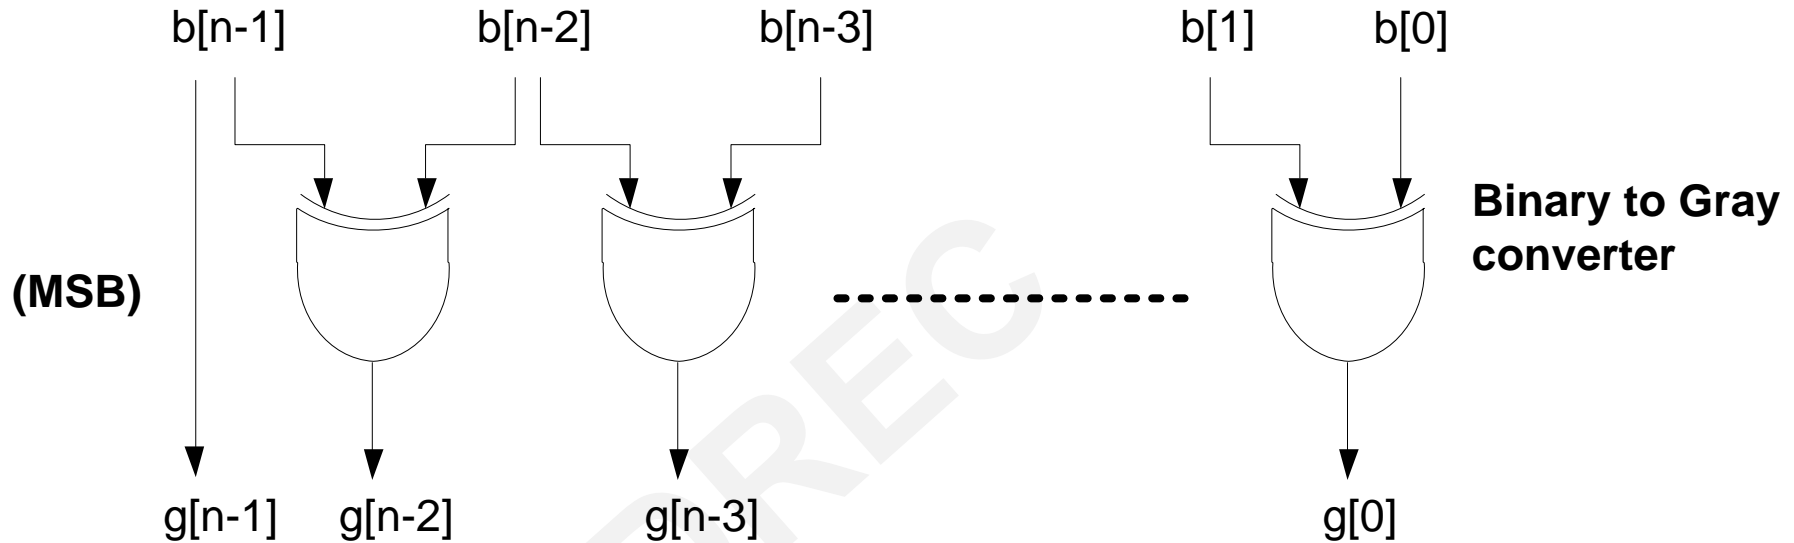 b[n-1] b[n-2] b[n-3] b[1] b[0]
Binary to Gray
converter
(MSB)
g[n-1] g[n-2] g[n-3] g[0]